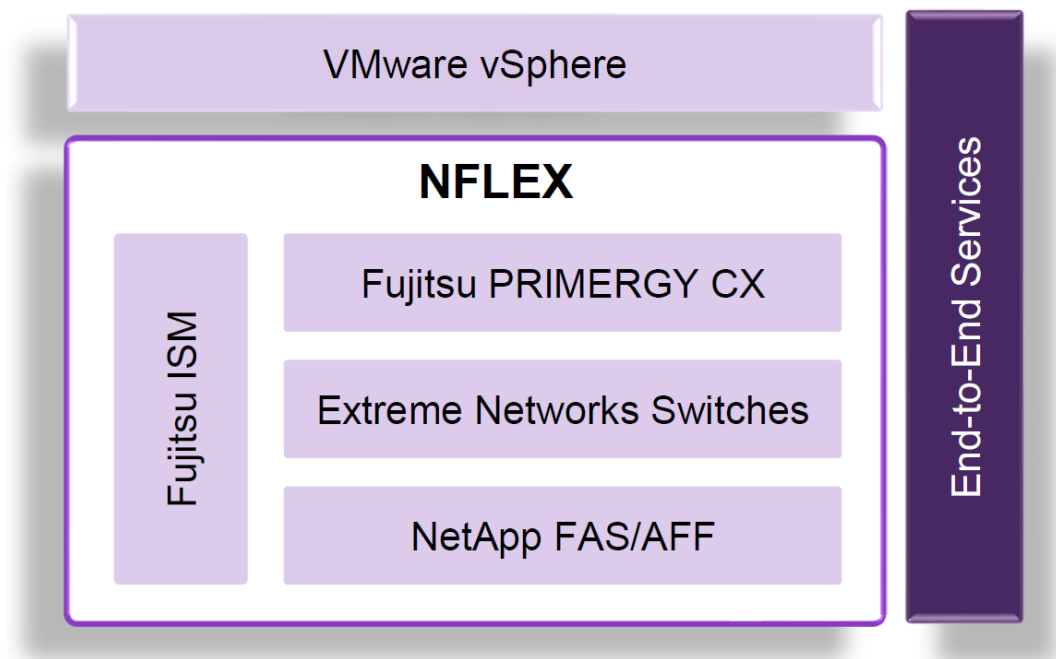 VMware vSphere
NFLEX
Fujitsu ISM
Fujitsu PRIMERGY CX
Extreme Networks Switches
NetApp FAS/AFF
End-to-End Services